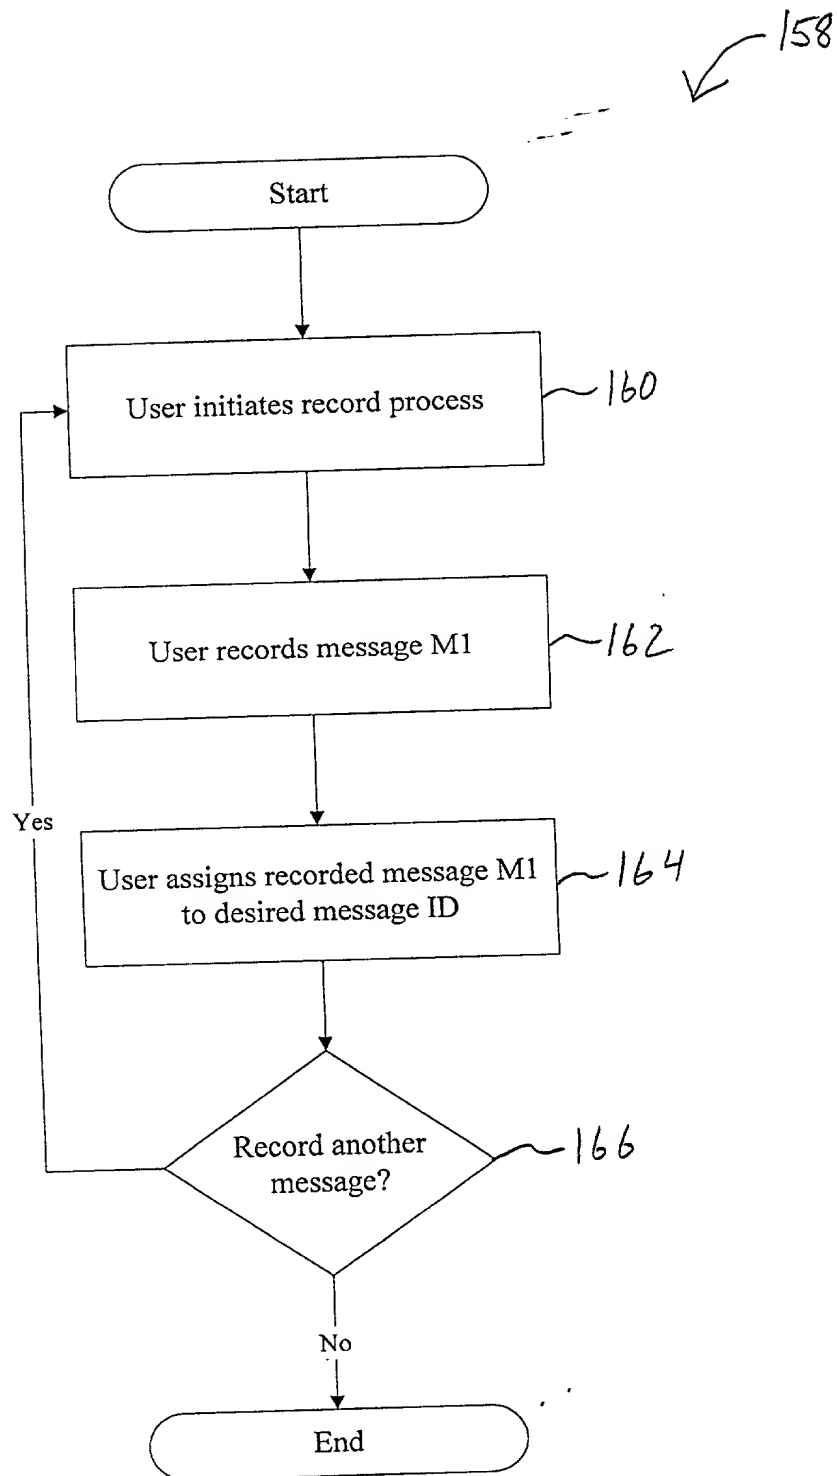 158
Start
User initiates record process
160
User records message M1
162
Yes
User assigns recorded message M1
to desired message ID
164
Record another
message?
166
No
End